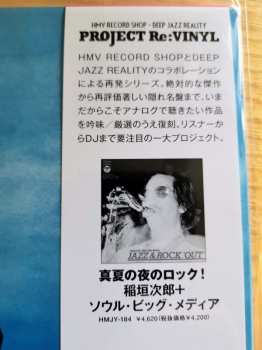 HMV RECORD SHOP × DEEP JAZZ REALITY
PROJECT Re:VINYL
HMV RECORD SHOPとDEEP
JAZZ REALITYのコラボレーション
による再発シリーズ。絶対的な傑作
から再評価著しい隠れ名盤まで、いま
だからこそアナログで聴きたい作品
を吟味／厳選のうえ復刻。リスナーか
らDJまで要注目の一大プロジェクト。
JAZZ & ROCK "OUT"
真夏の夜のロック！
稲垣次郎＋
ソウル・ビッグ・メディア
HMJY-184 ￥4,620(税抜価格￥4,200)